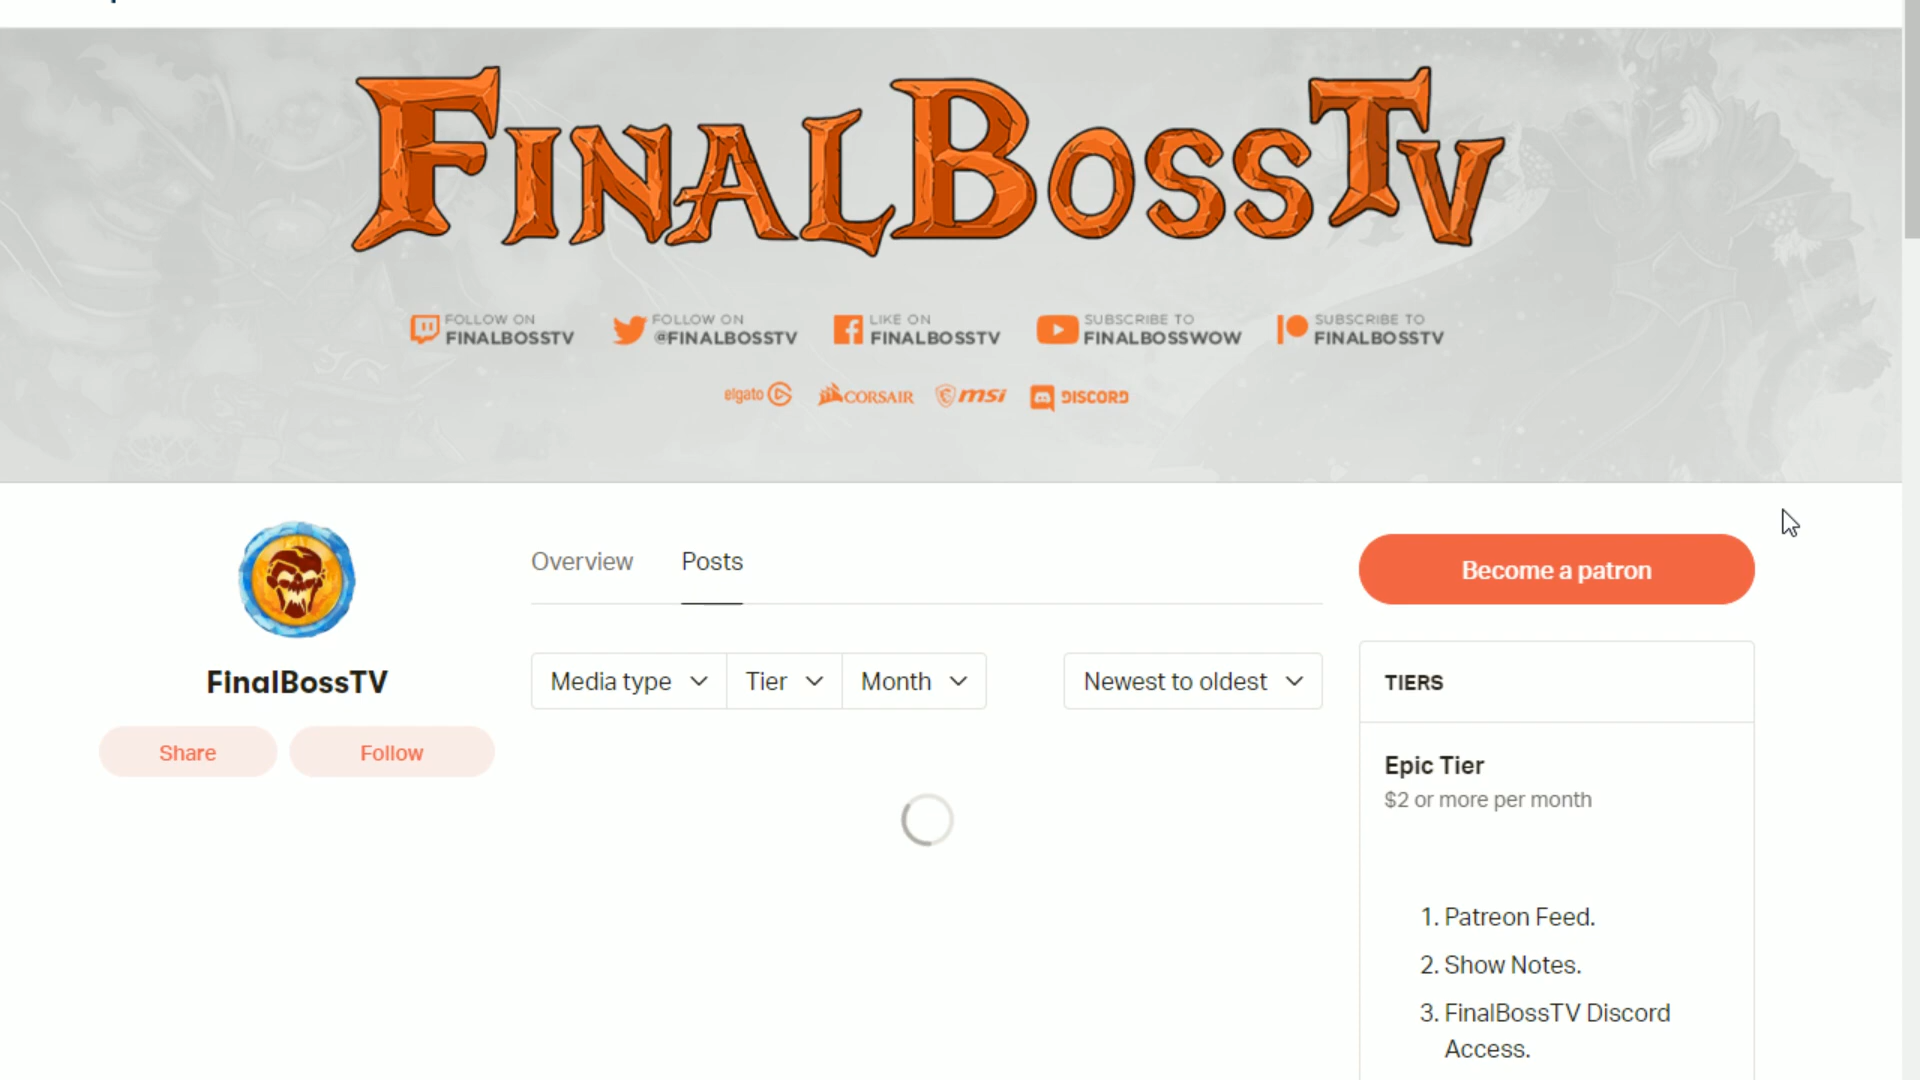 FINALBOSSTV
FOLLOW ON
FINALBOSSTV
FOLLOW ON
@FINALBOSSTV
LIKE ON
FINALBOSSTV
SUBSCRIBE TO
FINALBOSSWOW
SUBSCRIBE TO
FINALBOSSTV
elgato
CORSAIR
msi
DISCORD
Overview
Posts
Become a patron
FinalBossTV
Share
Follow
Media type
Tier
Month
Newest to oldest
TIERS
Epic Tier
$2 or more per month
1. Patreon Feed.
2. Show Notes.
3. FinalBossTV Discord
Access.